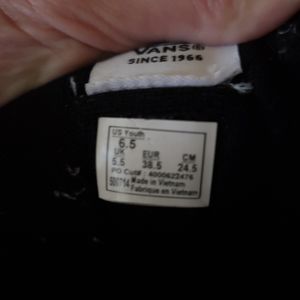 VANS®
SINCE 1966
US Youth
6.5
UK EUR CM
5.5 38.5 24.5
PO Cust# : 4000622476
Made in Vietnam
Fabriqué en Vietnam